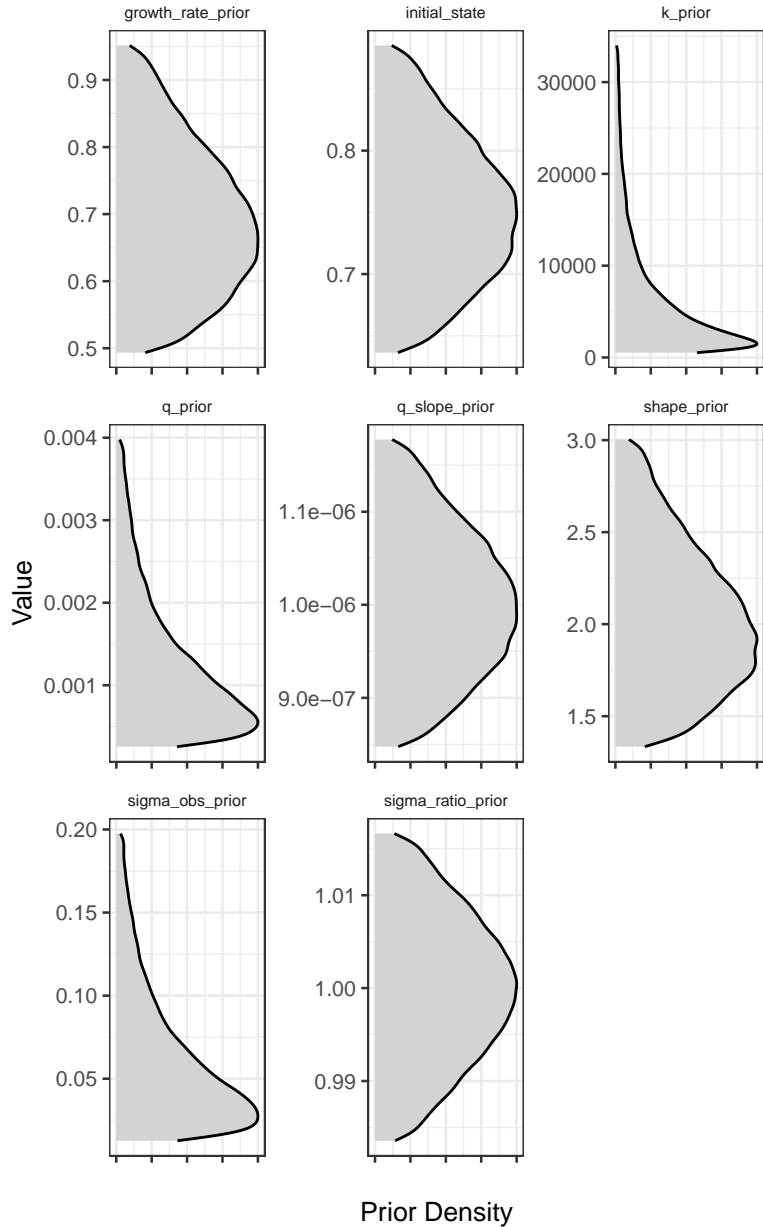 growth_rate_prior
initial_state
k_prior
0.9
0.8
0.7
0.6
0.5
0.8
0.7
30000
20000
10000
0
q_prior
q_slope_prior
shape_prior
0.004
0.003
0.002
0.001
1.1e-06
1.0e-06
9.0e-07
3.0
2.5
2.0
1.5
Value
sigma_obs_prior
sigma_ratio_prior
0.20
0.15
0.10
0.05
1.01
1.00
0.99
Prior Density